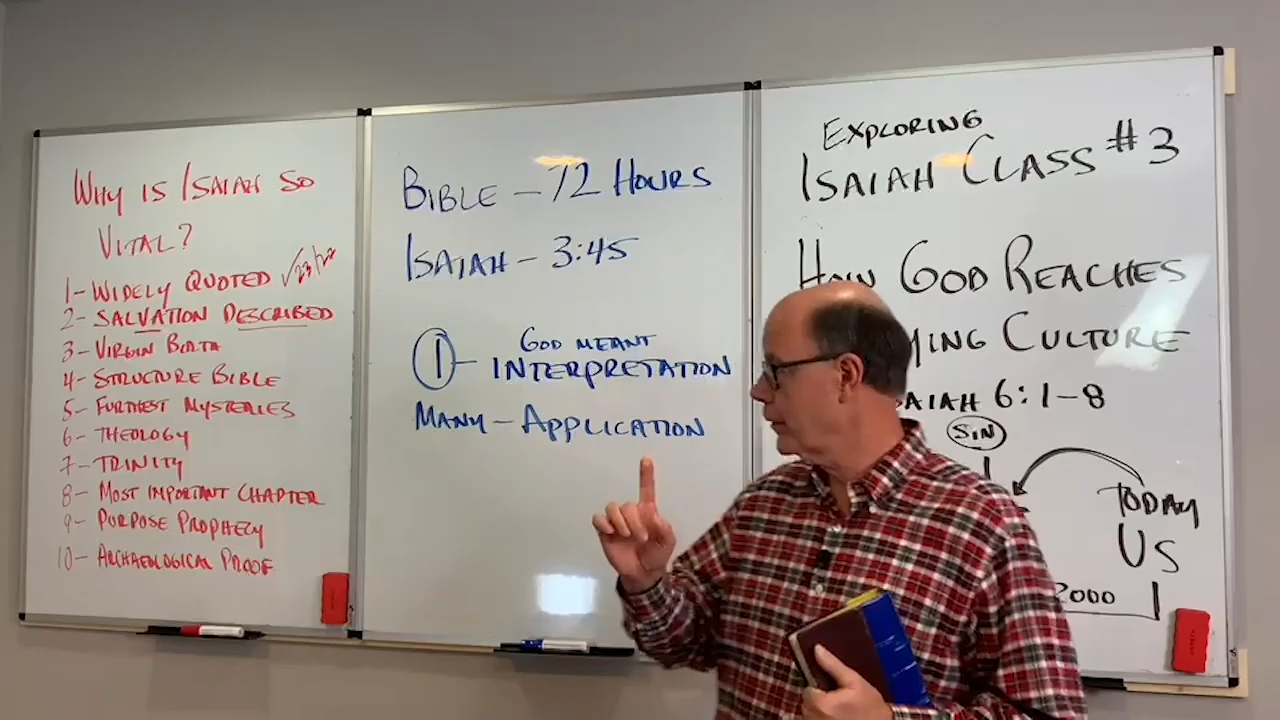 WHY IS ISAIAH SO
VITAL?
1- WIDELY QUOTED
2- SALVATION DESCRIBED
3- VIRGIN BIRTH
4- STRUCTURE BIBLE
5- FURTHEST MYSTERIES
6- THEOLOGY
7- TRINITY
8- MOST IMPORTANT CHAPTER
9- PURPOSE PROPHECY
10- ARCHAEOLOGICAL PROOF
BIBLE - 72 HOURS
ISAIAH - 3:45
GOD MEANT
1 - INTERPRETATION
MANY - APPLICATION
EXPLORING
ISAIAH CLASS #3
HOW GOD REACHES
YING CULTURE
AIAH 6:1-8
SIN
TODAY
US
2000